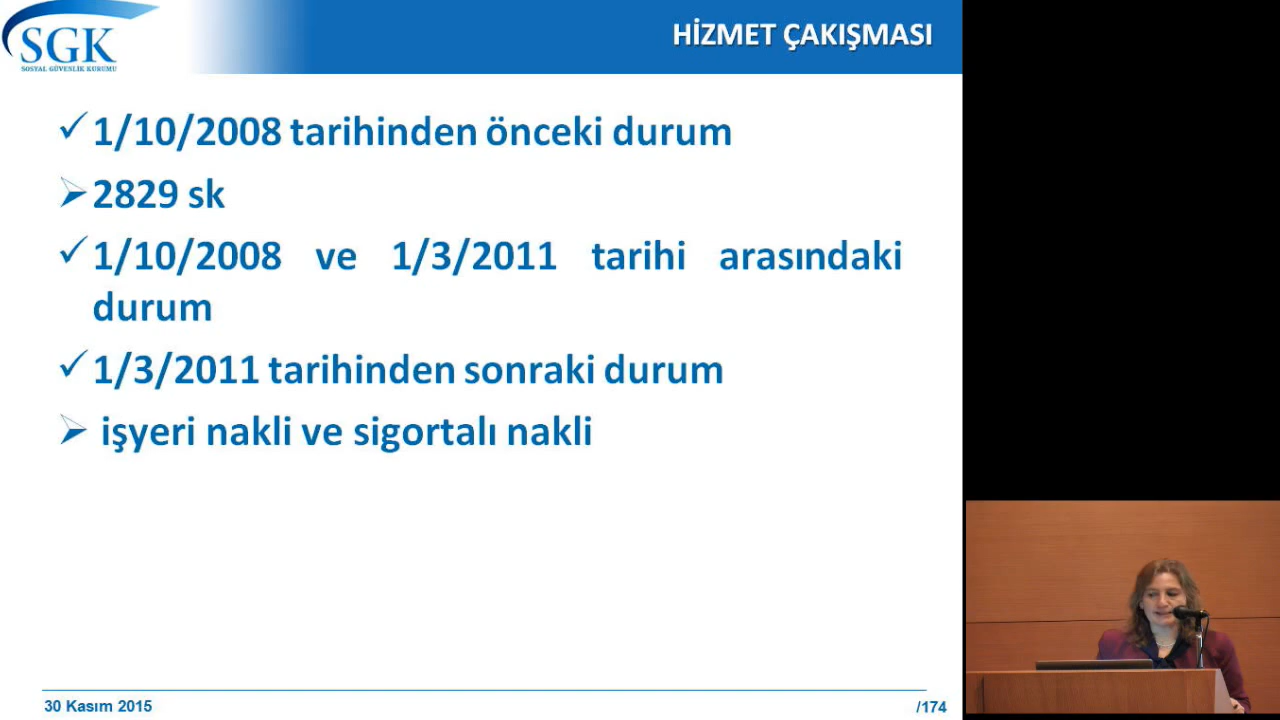 SGK
SOSYAL GÜVENLİK KURUMU
HİZMET ÇAKIŞMASI
1/10/2008 tarihinden önceki durum
2829 sk
1/10/2008 ve 1/3/2011 tarihi arasındaki
durum
1/3/2011 tarihinden sonraki durum
işyeri nakli ve sigortalı nakli
30 Kasım 2015
/174